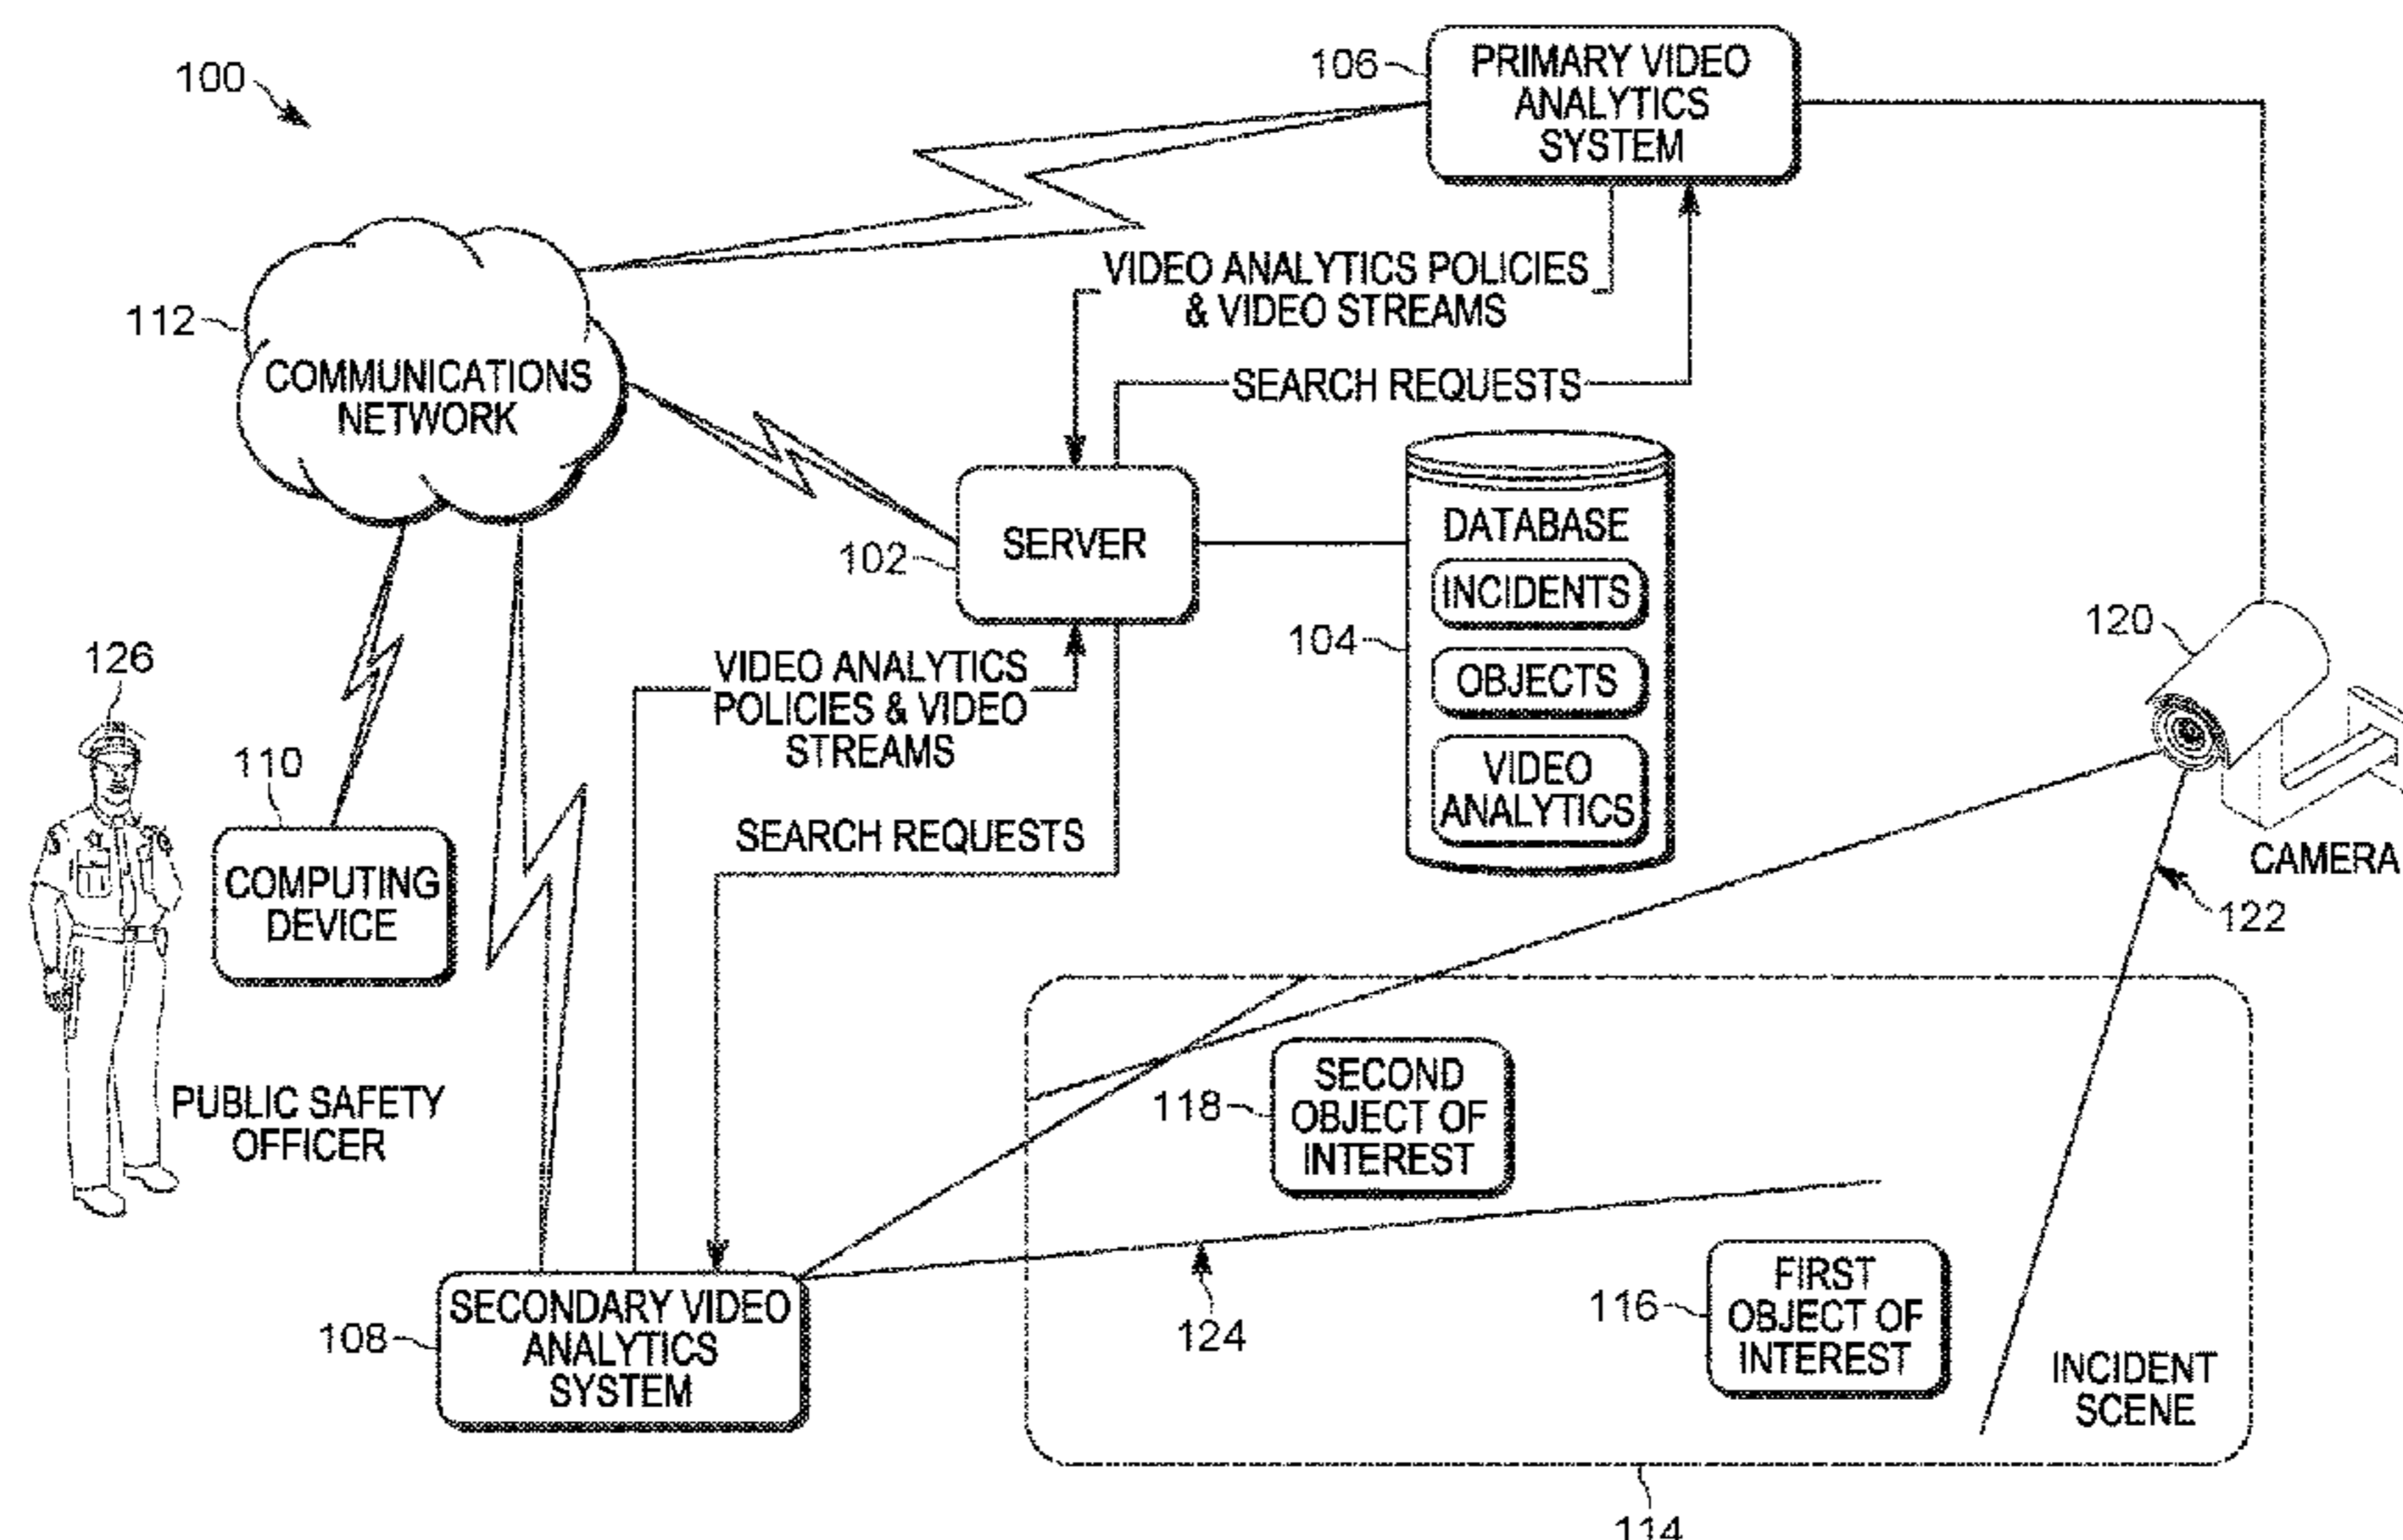 100
106
PRIMARY VIDEO
ANALYTICS
SYSTEM
VIDEO ANALYTICS POLICIES
& VIDEO STREAMS
112
COMMUNICATIONS
NETWORK
SEARCH REQUESTS
102
SERVER
104
DATABASE
INCIDENTS
OBJECTS
VIDEO
ANALYTICS
120
CAMERA
122
126
PUBLIC SAFETY
OFFICER
110
COMPUTING
DEVICE
VIDEO ANALYTICS
POLICIES & VIDEO
STREAMS
SEARCH REQUESTS
118
SECOND
OBJECT OF
INTEREST
124
116
FIRST
OBJECT OF
INTEREST
INCIDENT
SCENE
108
SECONDARY VIDEO
ANALYTICS
SYSTEM
114